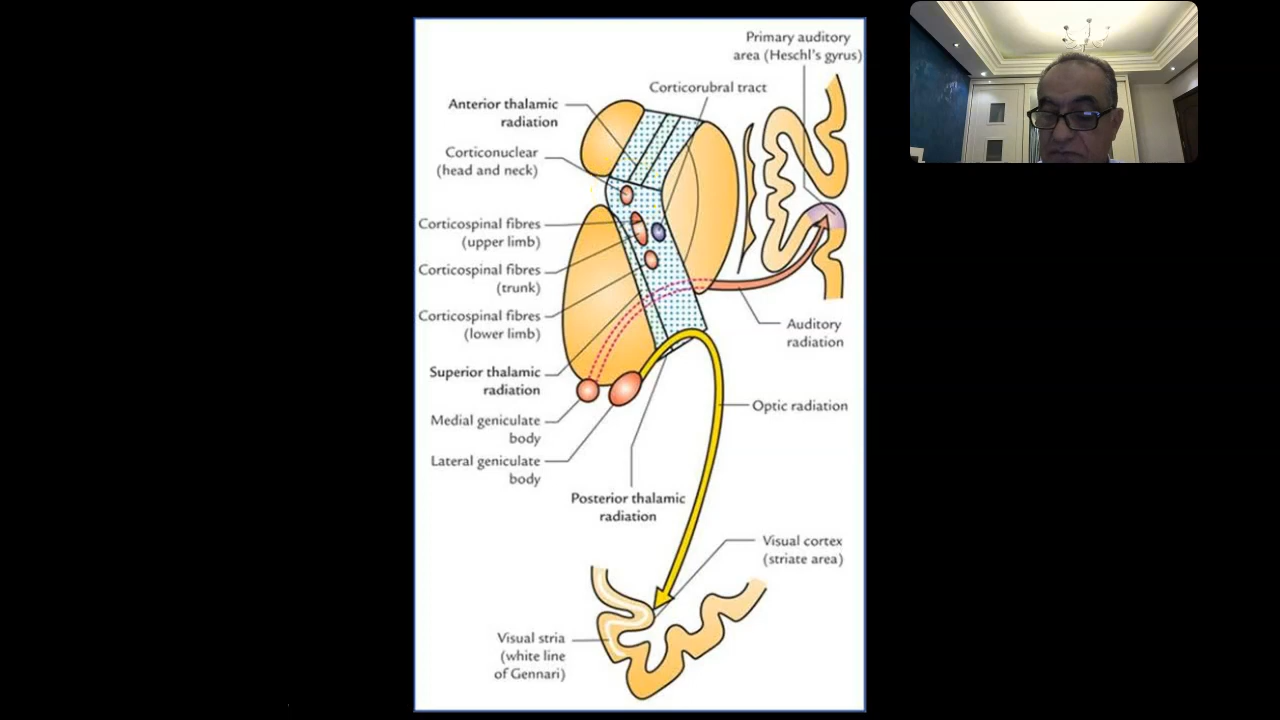 Primary auditory
area (Heschl's gyrus)
Corticorubral tract
Anterior thalamic
radiation
Corticonuclear
(head and neck)
Corticospinal fibres
(upper limb)
Corticospinal fibres
(trunk)
Corticospinal fibres
(lower limb)
Auditory
radiation
Superior thalamic
radiation
Medial geniculate
body
Optic radiation
Lateral geniculate
body
Posterior thalamic
radiation
Visual cortex
(striate area)
Visual stria
(white line
of Gennari)